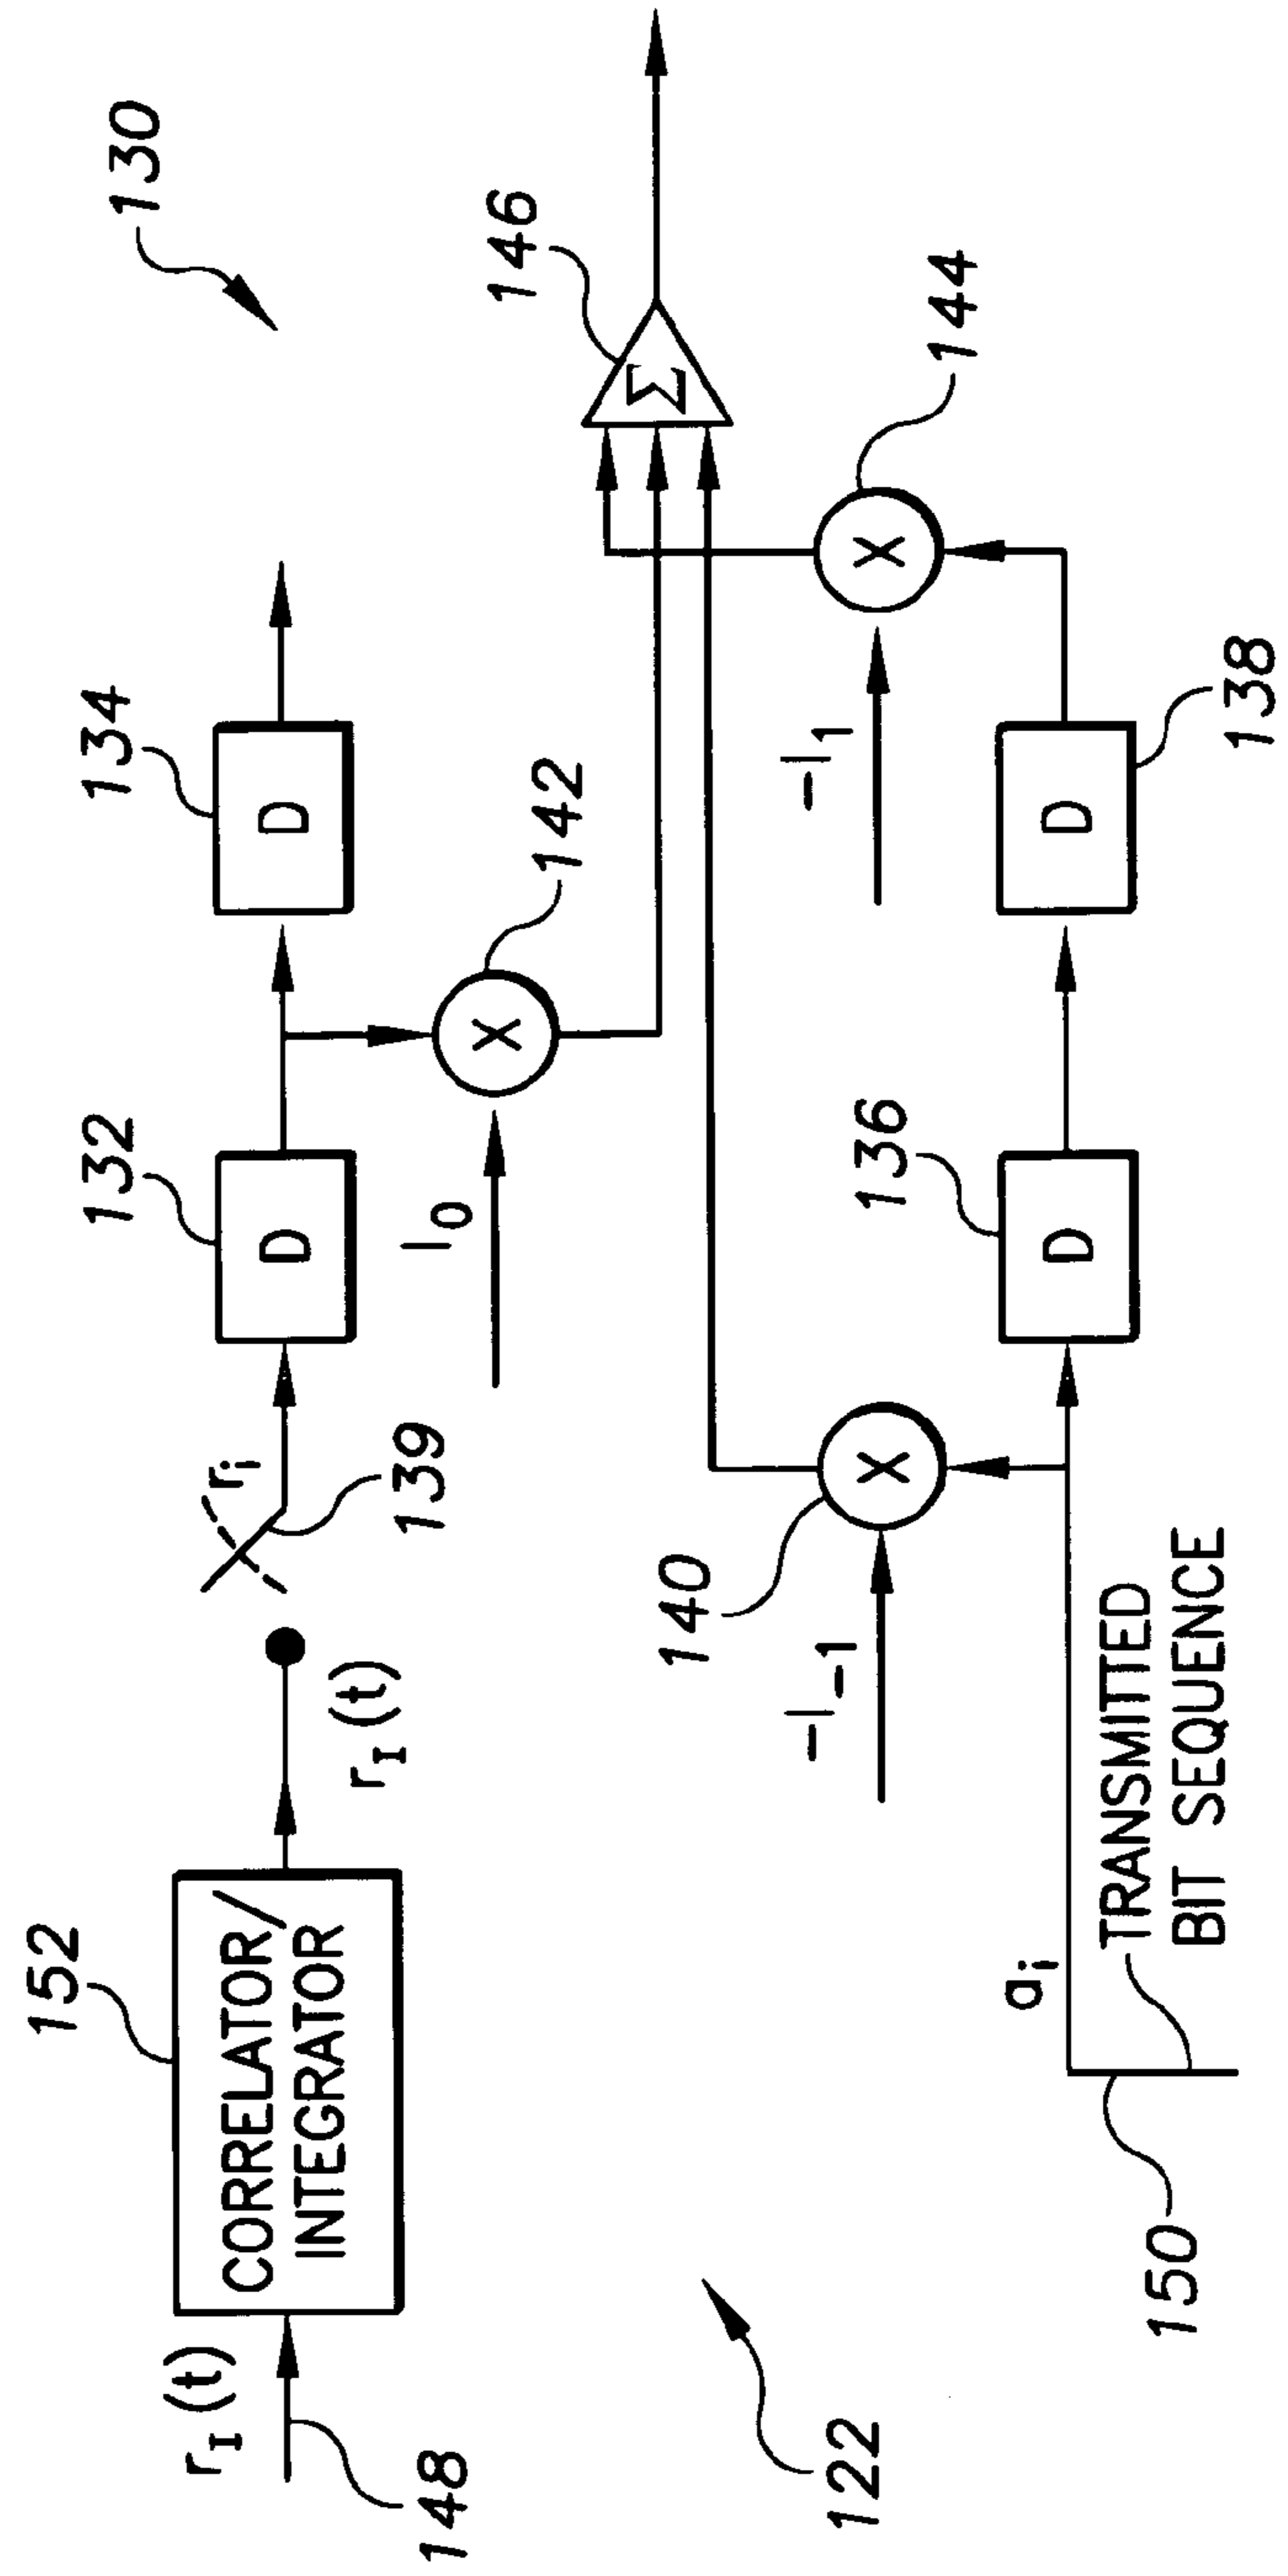 152
132
134
130
r_I(t)
CORRELATOR/
INTEGRATOR
r_i
D
D
r_I(t)
139
I_0
148
X
146
142
Σ
140
-I_-1
-I_1
122
136
X
X
144
a_i
D
D
TRANSMITTED
BIT SEQUENCE
150
138